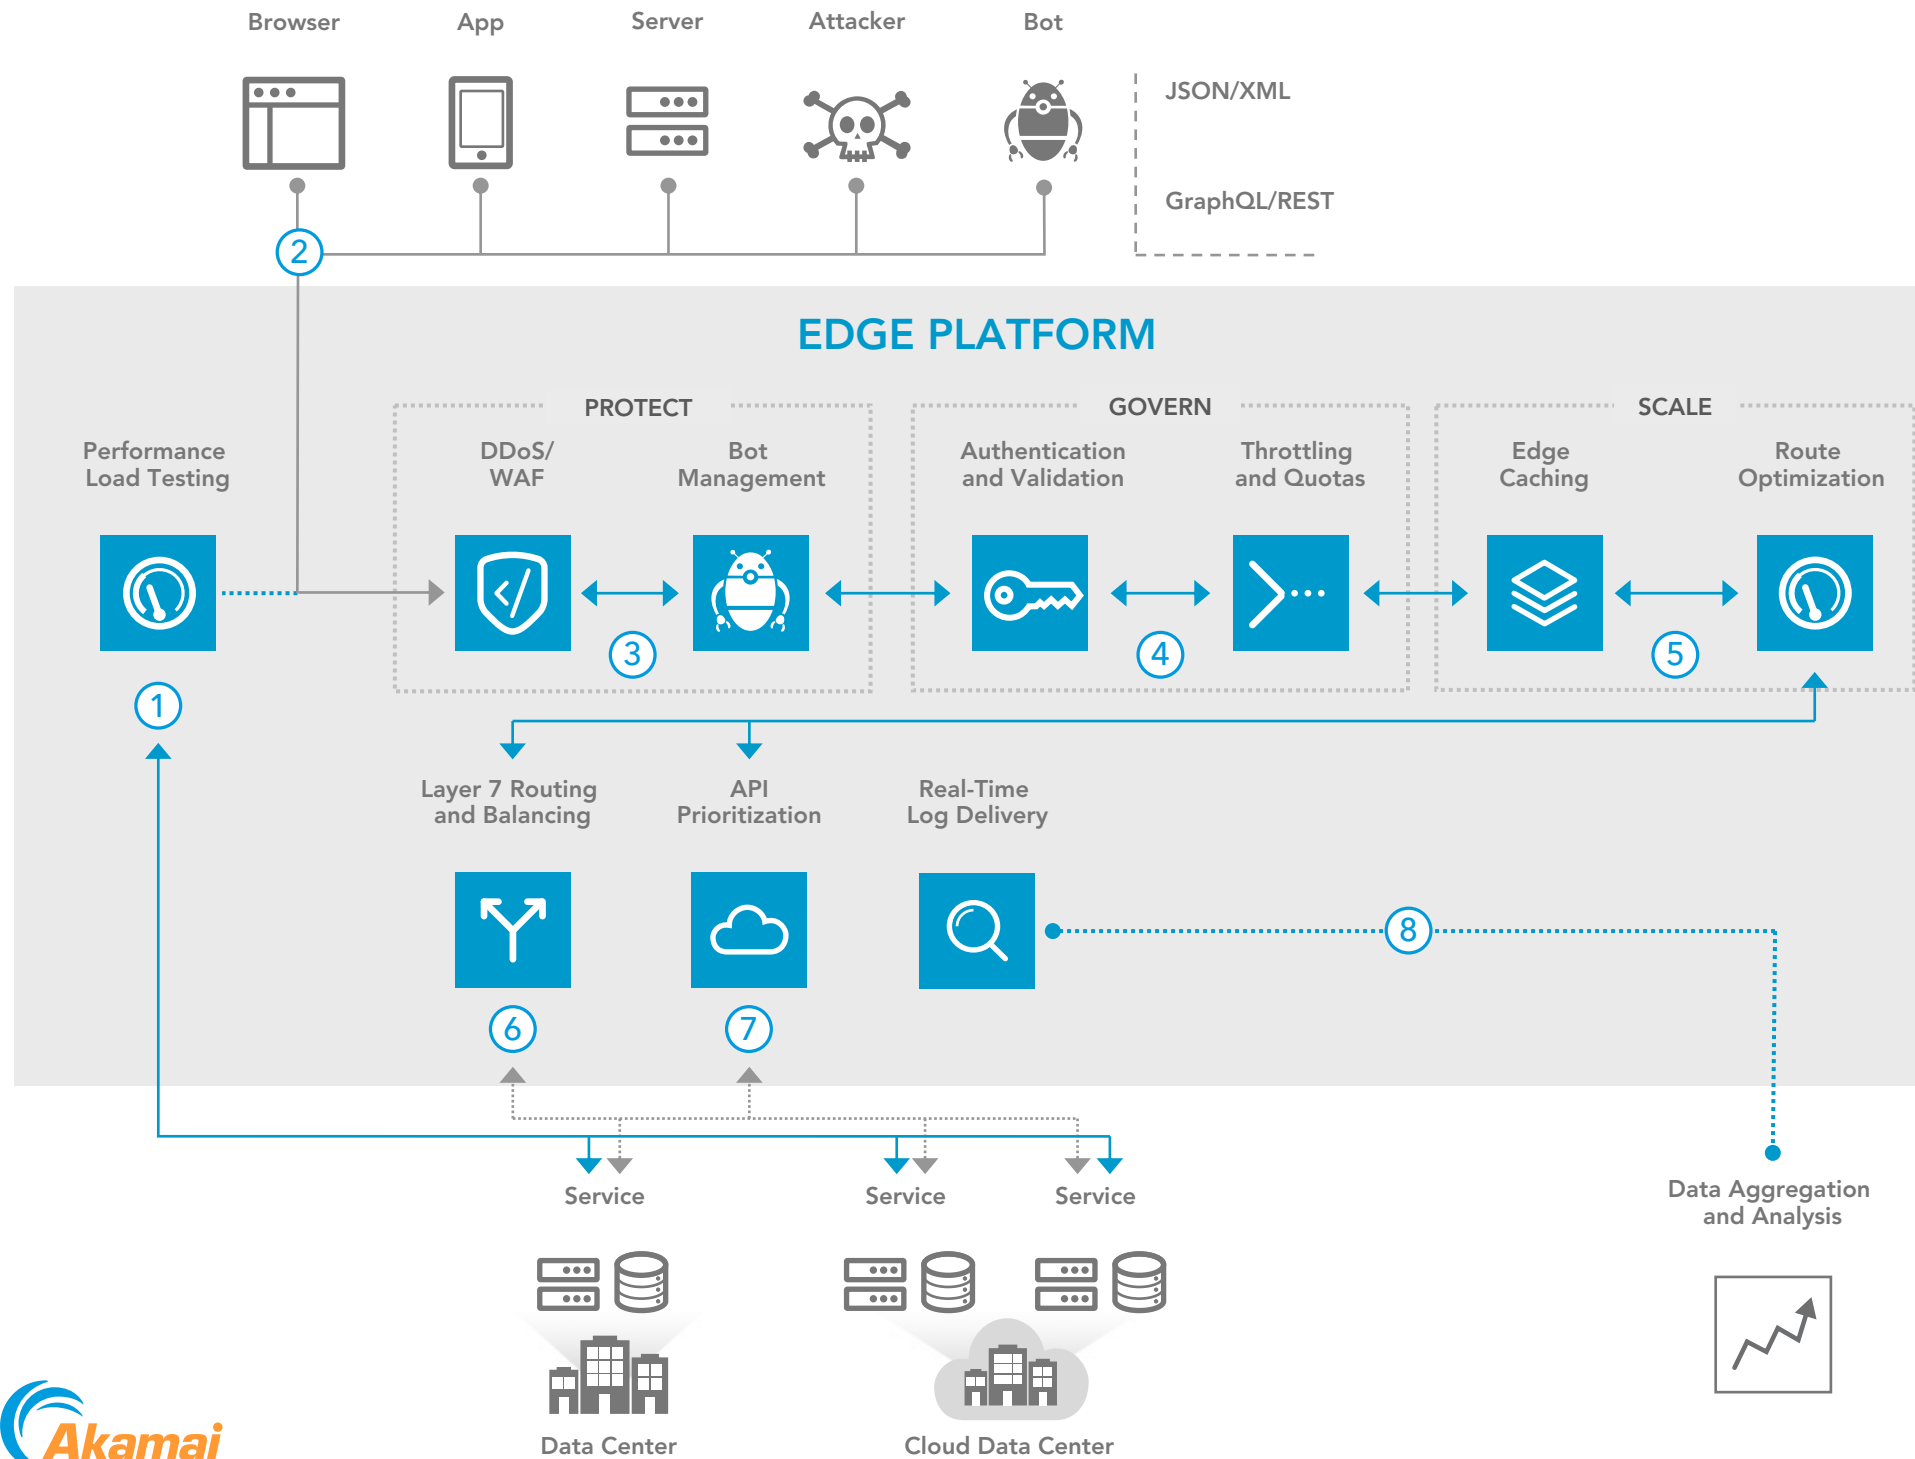 Browser
App
Server
Attacker
Bot
JSON/XML
GraphQL/REST
2
EDGE PLATFORM
PROTECT
GOVERN
SCALE
Performance
Load Testing
DDoS/
WAF
Bot
Management
Authentication
and Validation
Throttling
and Quotas
Edge
Caching
Route
Optimization
1
3
4
5
Layer 7 Routing
and Balancing
API
Prioritization
Real-Time
Log Delivery
6
7
8
Service
Service
Service
Data Aggregation
and Analysis
Data Center
Cloud Data Center
Akamai